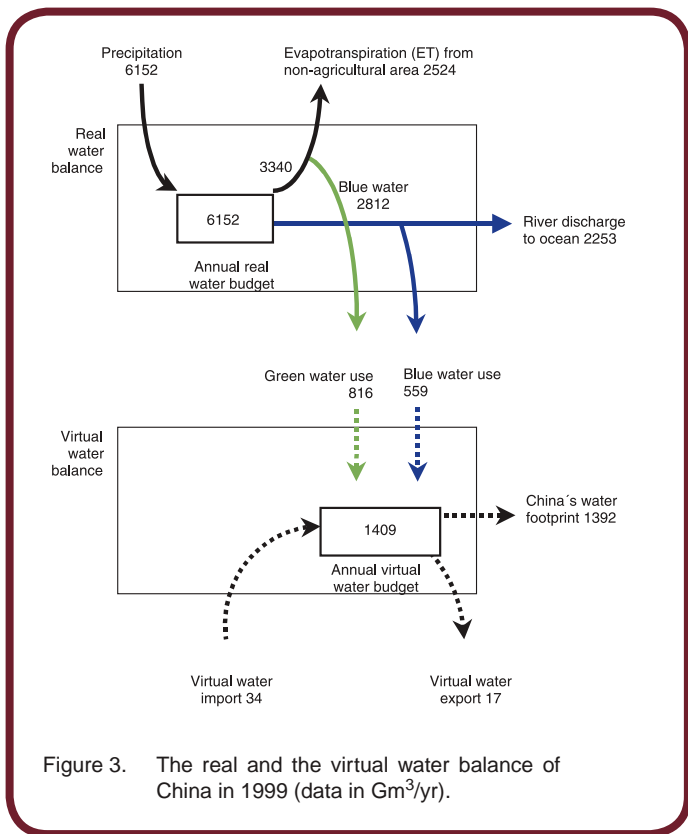 Precipitation
6152
Evapotranspiration (ET) from
non-agricultural area 2524
Real
water
balance
3340
Blue water
2812
6152
River discharge
to ocean 2253
Annual real
water budget
Green water use
816
Blue water use
559
Virtual
water
balance
1409
China´s water
footprint 1392
Annual virtual
water budget
Virtual water
import 34
Virtual water
export 17
Figure 3. The real and the virtual water balance of
China in 1999 (data in Gm³/yr).